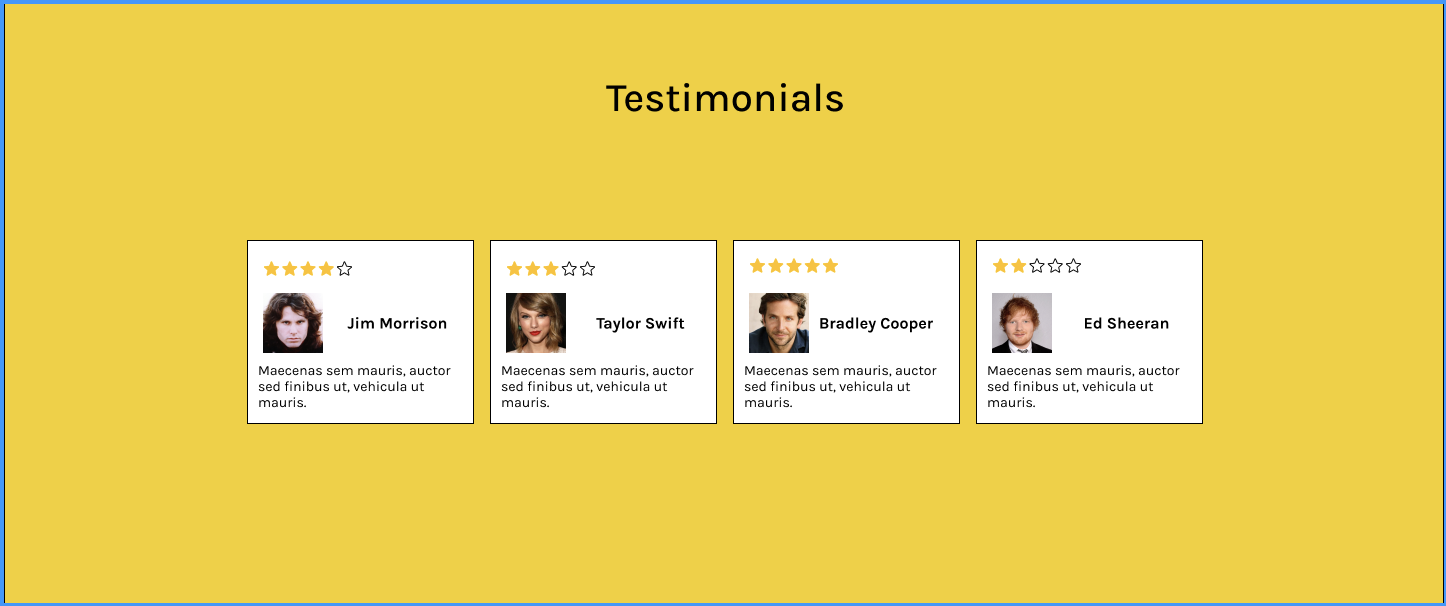 Testimonials
Jim Morrison
Maecenas sem mauris, auctor
sed finibus ut, vehicula ut
mauris.
Taylor Swift
Maecenas sem mauris, auctor
sed finibus ut, vehicula ut
mauris.
Bradley Cooper
Maecenas sem mauris, auctor
sed finibus ut, vehicula ut
mauris.
Ed Sheeran
Maecenas sem mauris, auctor
sed finibus ut, vehicula ut
mauris.